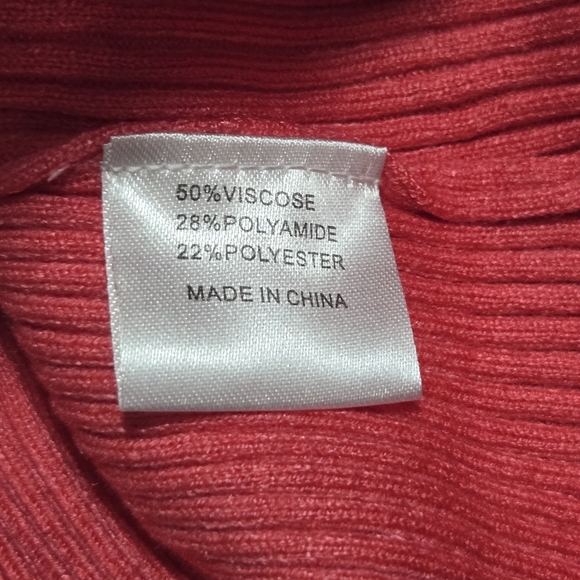 50%VISCOSE
28%POLYAMIDE
22%POLYESTER
MADE IN CHINA